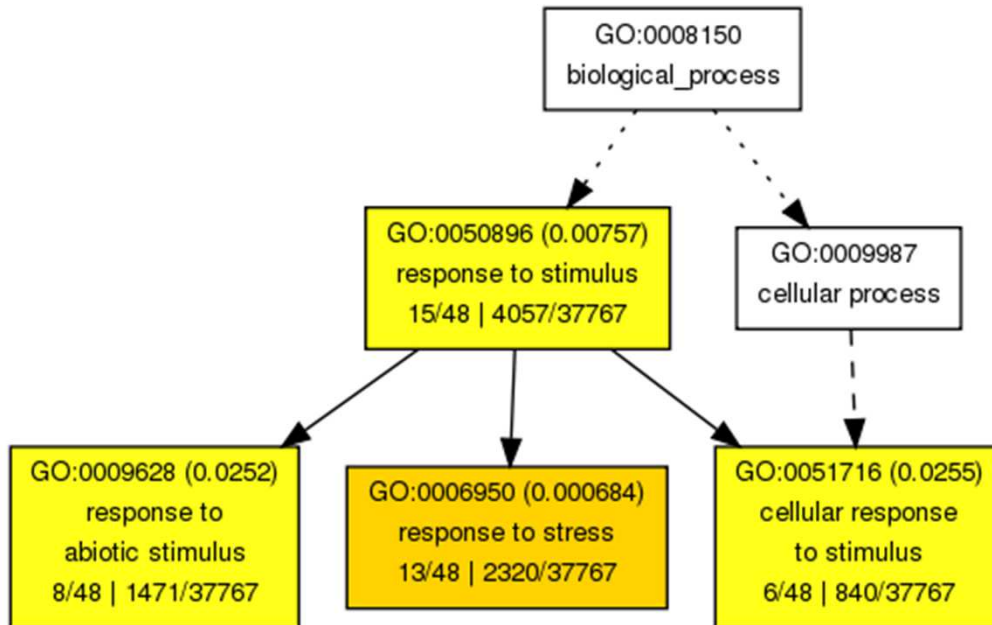 GO:0008150
biological_process
GO:0050896 (0.00757)
response to stimulus
15/48 | 4057/37767
GO:0009987
cellular process
GO:0009628 (0.0252)
response to
abiotic stimulus
8/48 | 1471/37767
GO:0006950 (0.000684)
response to stress
13/48 | 2320/37767
GO:0051716 (0.0255)
cellular response
to stimulus
6/48 | 840/37767